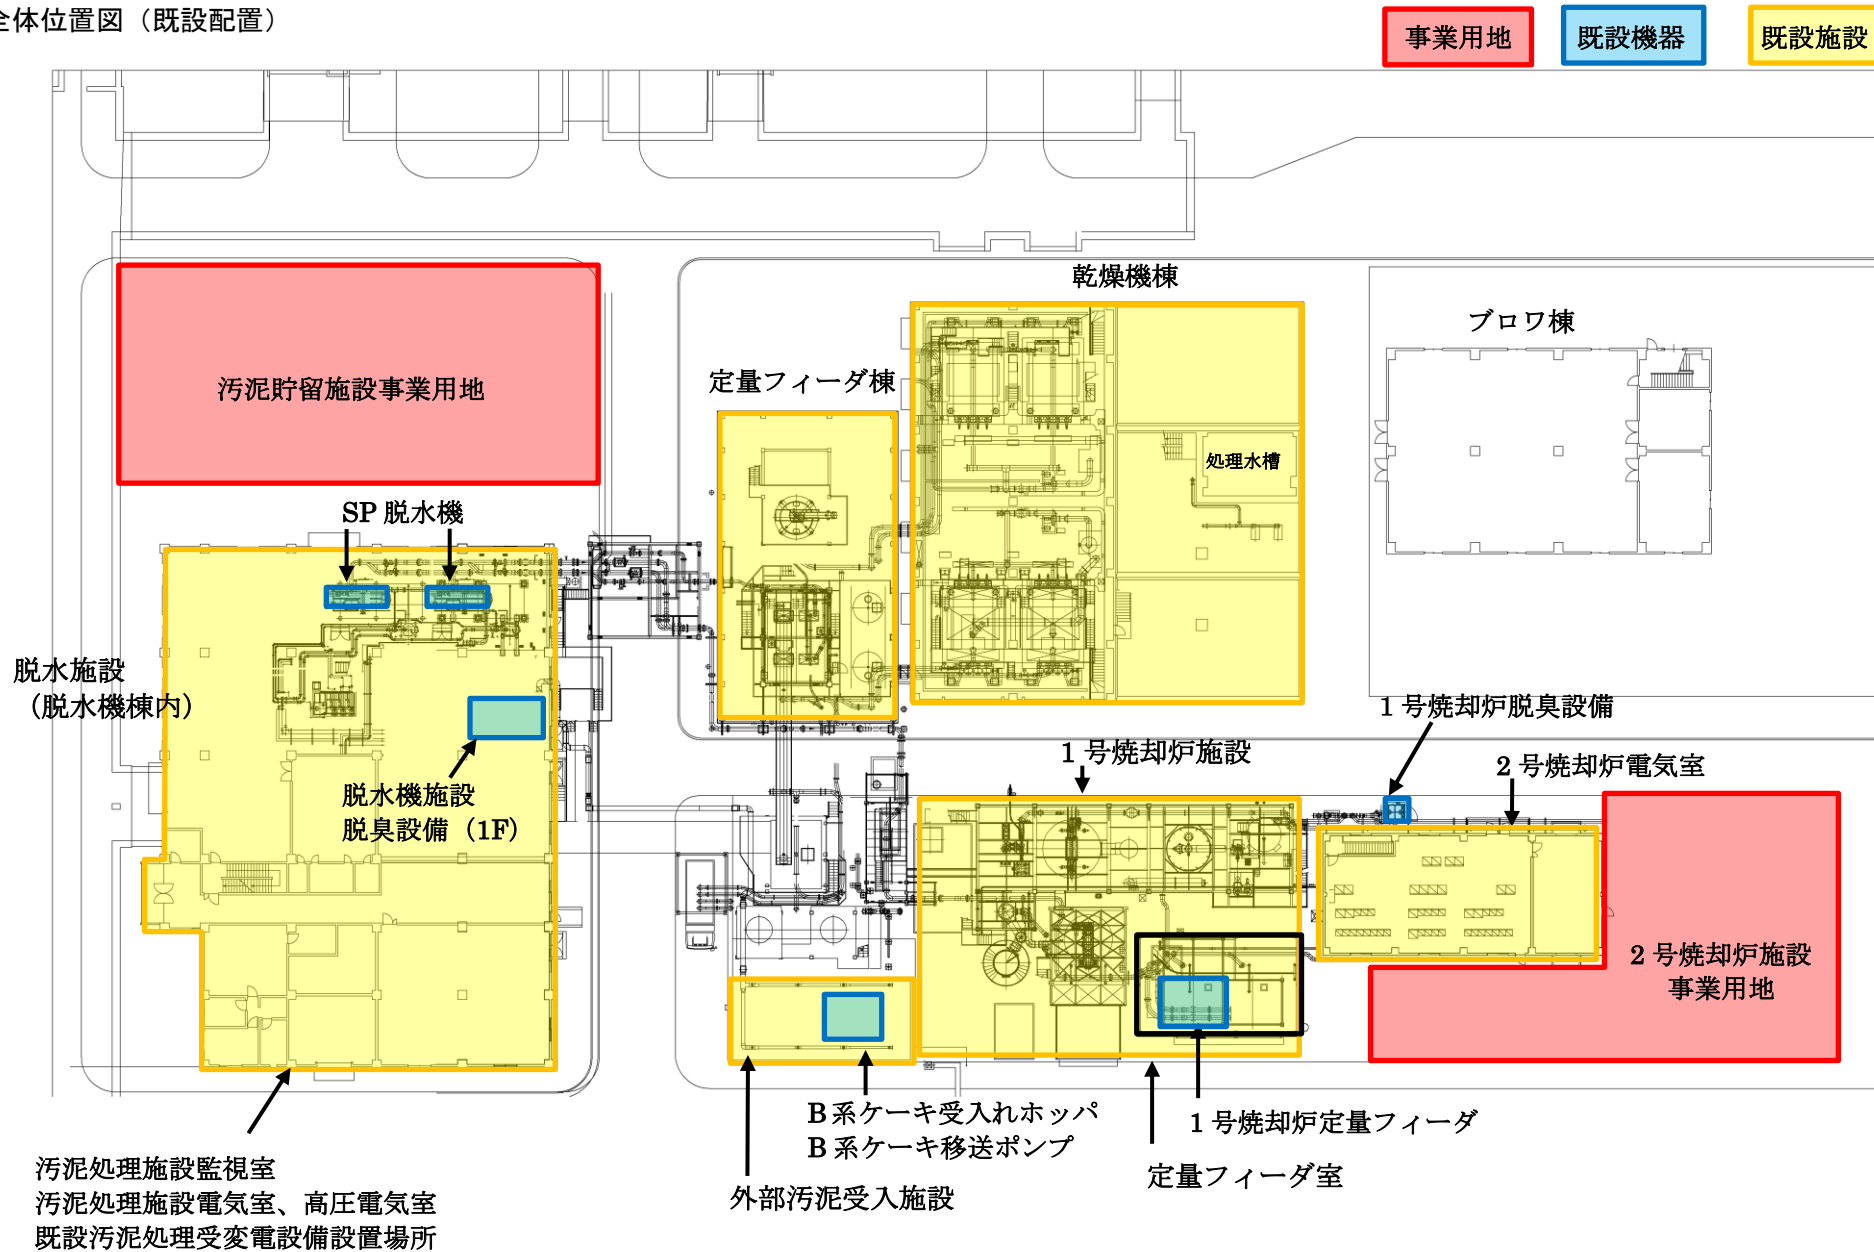 全体位置図（既設配置）
事業用地
既設機器
既設施設
乾燥機棟
ブロワ棟
定量フィーダ棟
汚泥貯留施設事業用地
処理水槽
SP 脱水機
脱水施設
（脱水機棟内）
1 号焼却炉脱臭設備
1 号焼却炉施設
2 号焼却炉電気室
脱水機施設
脱臭設備（1F）
2 号焼却炉施設
事業用地
B 系ケーキ受入れホッパ
B 系ケーキ移送ポンプ
1 号焼却炉定量フィーダ
定量フィーダ室
外部汚泥受入施設
汚泥処理施設監視室
汚泥処理施設電気室、高圧電気室
既設汚泥処理受変電設備設置場所